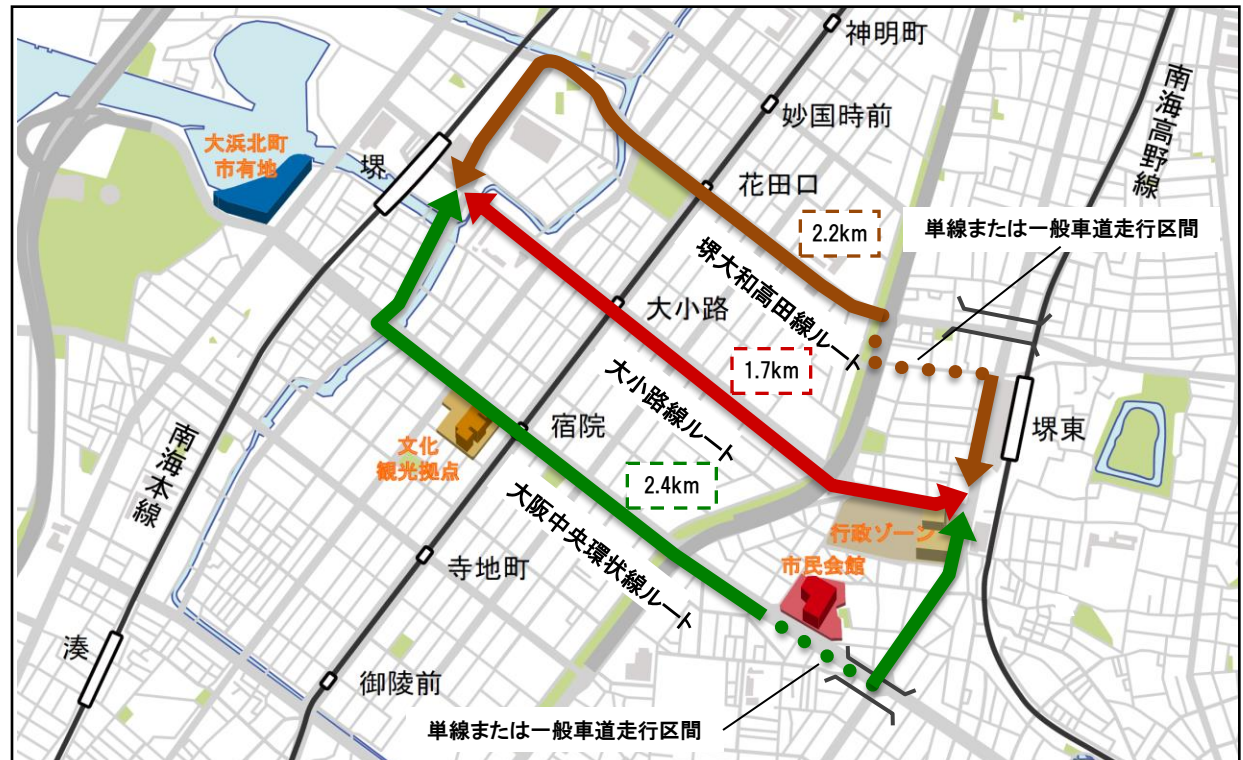 神明町
妙国時前
花田口
南海高野線
大浜北町
市有地
堺
2.2km
単線または一般車道走行区間
堺大和高田線ルート
大小路
1.7km
大小路線ルート
堺東
宿院
文化
観光拠点
2.4km
南海本線
大阪中央環状線ルート
行政ゾーン
市民会館
寺地町
湊
御陵前
単線または一般車道走行区間